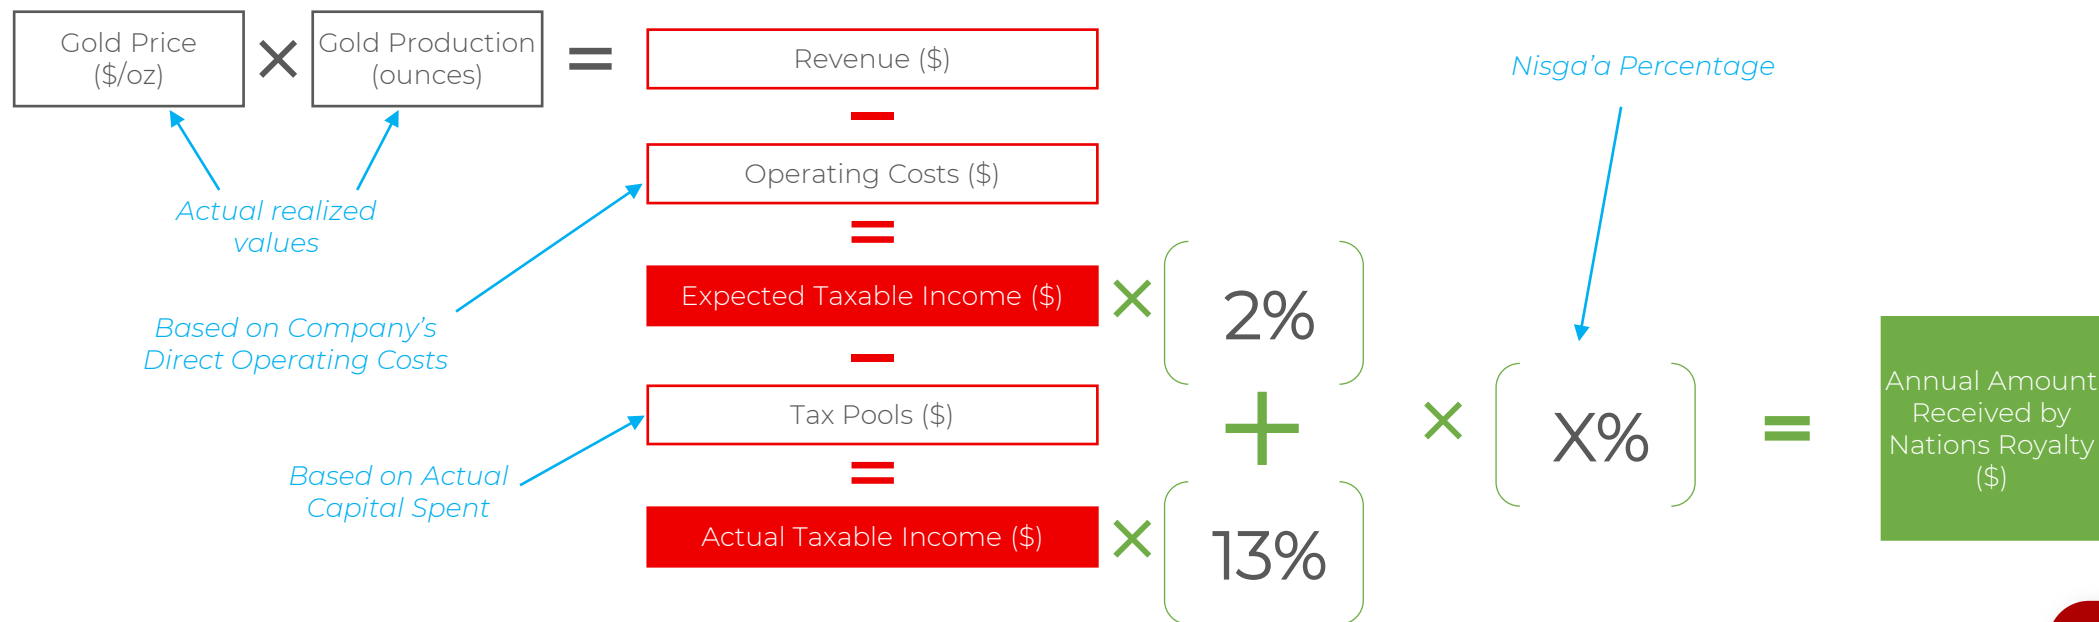 Gold Price
($/oz)
×
Gold Production
(ounces)
=
Revenue ($)
Nisga’a Percentage
−
Operating Costs ($)
Actual realized
values
=
Expected Taxable Income ($)
×
2%
Based on Company’s
Direct Operating Costs
−
Tax Pools ($)
+
×
X%
=
Annual Amount
Received by
Nations Royalty
($)
Based on Actual
Capital Spent
=
Actual Taxable Income ($)
×
13%